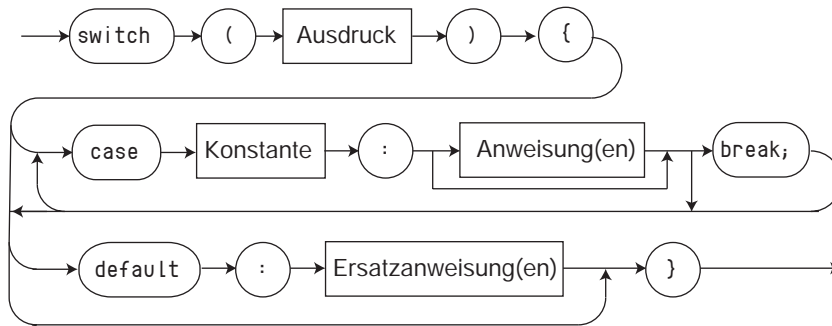 switch ( Ausdruck ) {
case Konstante : Anweisung(en) break;
default : Ersatzanweisung(en) }